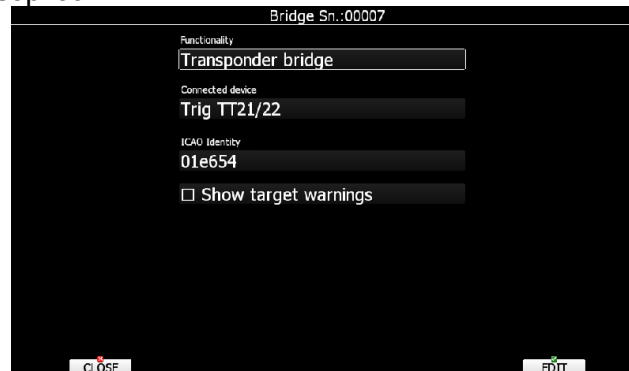 Bridge Sn.:00007
Functionality
Transponder bridge
Connected device
Trig TT21/22
ICAO Identity
01e654
Show target warnings
CLOSE
EDIT